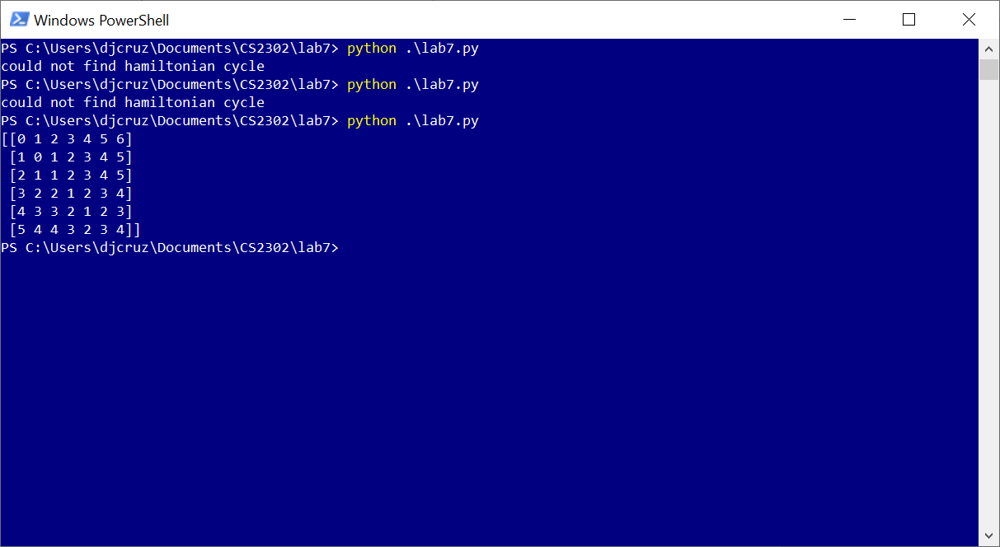 Windows PowerShell
PS C:\Users\djcruz\Documents\CS2302\lab7> python .\lab7.py
could not find hamiltonian cycle
PS C:\Users\djcruz\Documents\CS2302\lab7> python .\lab7.py
could not find hamiltonian cycle
PS C:\Users\djcruz\Documents\CS2302\lab7> python .\lab7.py
[[0 1 2 3 4 5 6]
 [1 0 1 2 3 4 5]
 [2 1 1 2 3 4 5]
 [3 2 2 1 2 3 4]
 [4 3 3 2 1 2 3]
 [5 4 4 3 2 3 4]]
PS C:\Users\djcruz\Documents\CS2302\lab7>